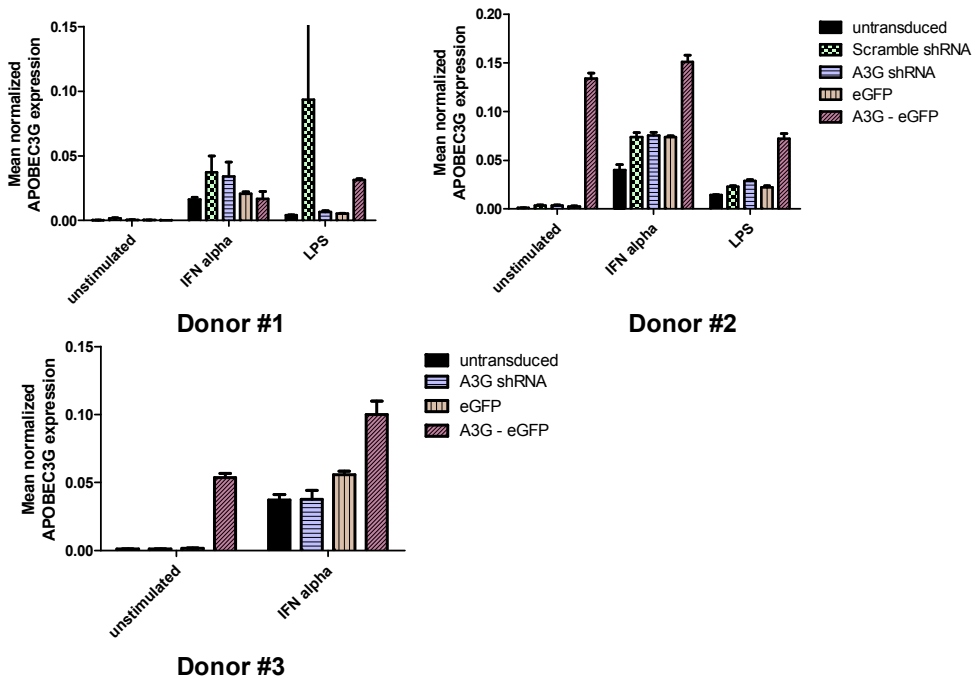 Mean normalized
APOBEC3G expression
0.15
0.10
0.05
0.00
unstimulated
IFN alpha
LPS
Donor #1
Mean normalized
APOBEC3G expression
0.20
0.15
0.10
0.05
0.00
unstimulated
IFN alpha
LPS
Donor #2
untransduced
Scramble shRNA
A3G shRNA
eGFP
A3G - eGFP
Mean normalized
APOBEC3G expression
0.15
0.10
0.05
0.00
unstimulated
IFN alpha
Donor #3
untransduced
A3G shRNA
eGFP
A3G - eGFP